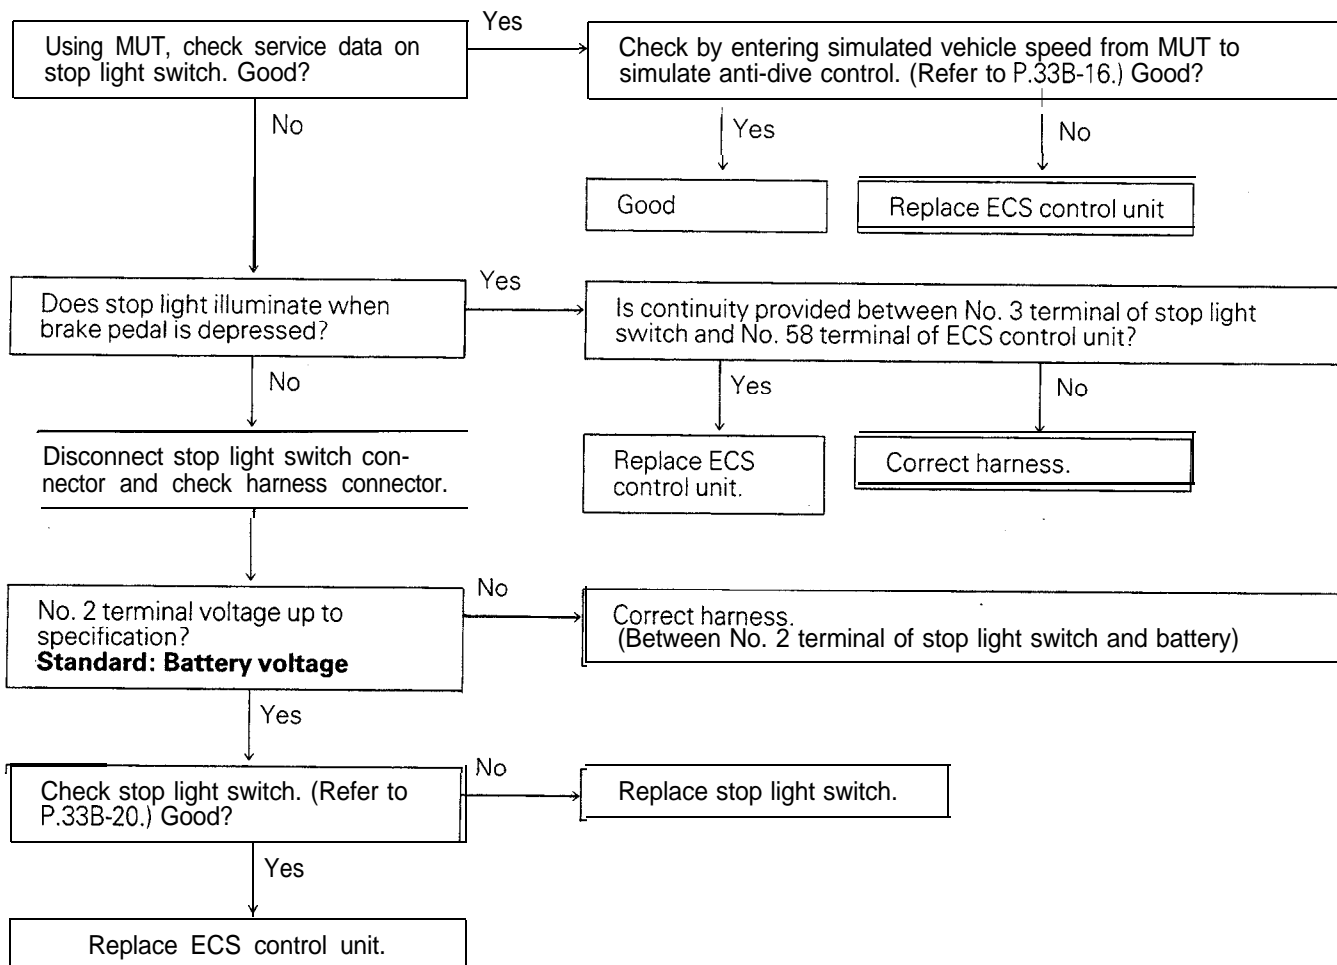 Using MUT, check service data on
stop light switch. Good?
Yes
Check by entering simulated vehicle speed from MUT to
simulate anti-dive control. (Refer to P.33B-16.) Good?
No
Yes
No
Good
Replace ECS control unit
Does stop light illuminate when
brake pedal is depressed?
Yes
Is continuity provided between No. 3 terminal of stop light
switch and No. 58 terminal of ECS control unit?
No
Yes
No
Disconnect stop light switch con-
nector and check harness connector.
Replace ECS
control unit.
Correct harness.
No. 2 terminal voltage up to
specification?
Standard: Battery voltage
No
Correct harness.
(Between No. 2 terminal of stop light switch and battery)
Yes
Check stop light switch. (Refer to
P.33B-20.) Good?
No
Replace stop light switch.
Yes
Replace ECS control unit.